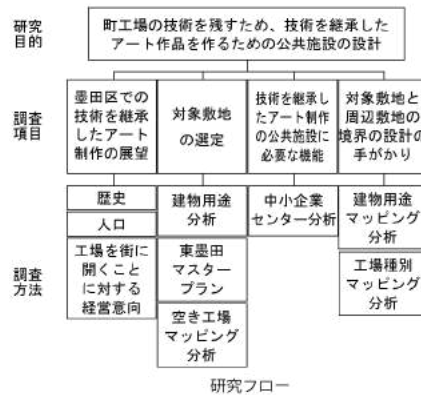 研究
目的
町工場の技術を残すため、技術を継承した
アート作品を作るための公共施設の設計
調査
項目
墨田区での
技術を継承
したアート
制作の展望
対象敷地
の選定
技術を継承した
アート制作
の公共施設に
必要な機能
対象敷地と
周辺敷地の
境界の設計の
手がかり
調査
方法
歴史
人口
工場を街に
開くこと
に対する
経営意向
建物用途
分析
東墨田
マスター
プラン
空き工場
マッピング
分析
中小企業
センター分析
建物用途
マッピング
分析
工場種別
マッピング
分析
研究フロー